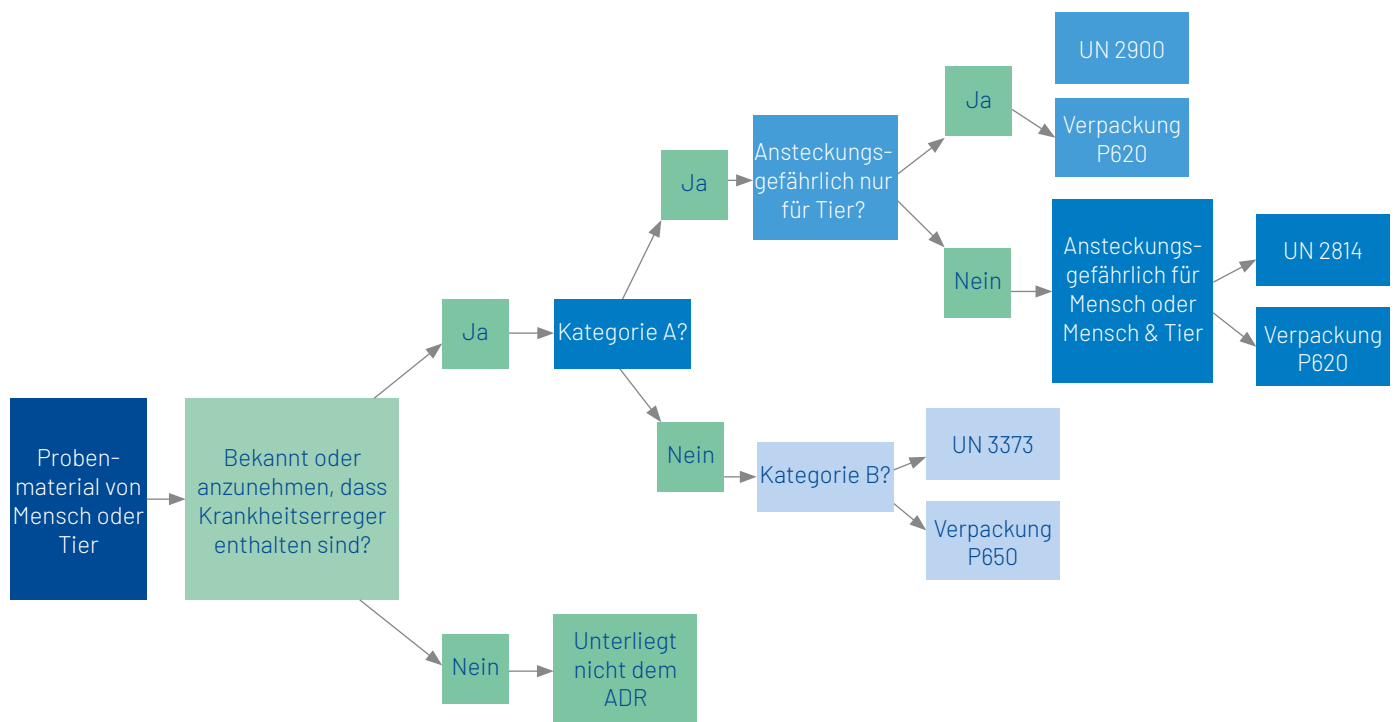 Proben-
material von
Mensch oder
Tier
Bekannt oder
anzunehmen, dass
Krankheitserreger
enthalten sind?
Ja
Kategorie A?
Ja
Ansteckungs-
gefährlich nur
für Tier?
Ja
UN 2900
Verpackung
P620
Nein
Ansteckungs-
gefährlich für
Mensch oder
Mensch & Tier
UN 2814
Verpackung
P620
Nein
Kategorie B?
UN 3373
Verpackung
P650
Nein
Unterliegt
nicht dem
ADR